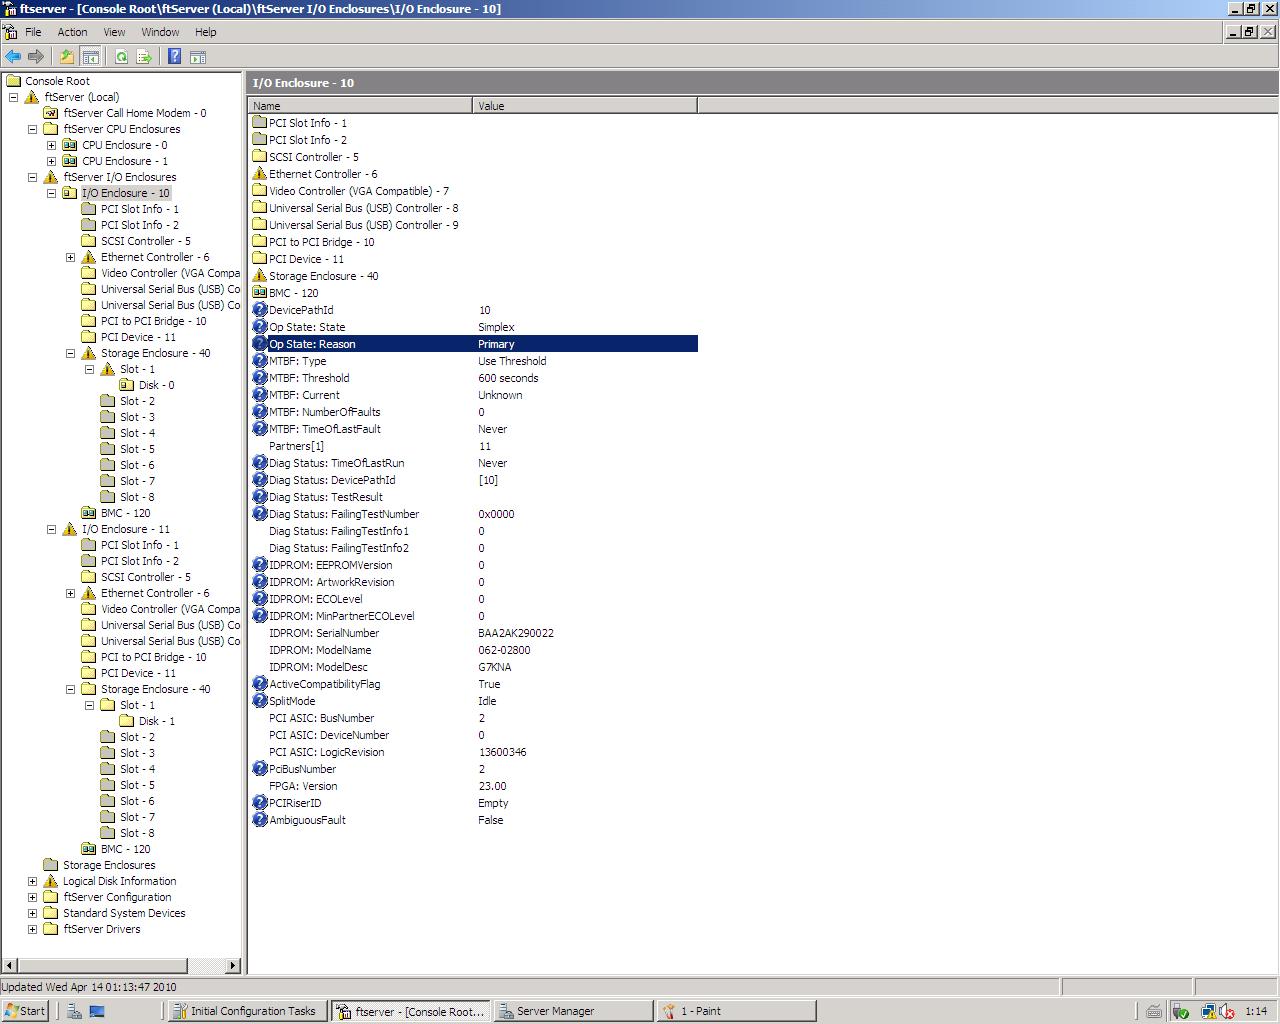 ftserver - [Console Root\ftServer (Local)\ftServer I/O Enclosures\I/O Enclosure - 10]
File Action View Window Help
Console Root
ftServer (Local)
ftServer Call Home Modem - 0
ftServer CPU Enclosures
CPU Enclosure - 0
CPU Enclosure - 1
ftServer I/O Enclosures
I/O Enclosure - 10
PCI Slot Info - 1
PCI Slot Info - 2
SCSI Controller - 5
Ethernet Controller - 6
Video Controller (VGA Compa
Universal Serial Bus (USB) Co
Universal Serial Bus (USB) Co
PCI to PCI Bridge - 10
PCI Device - 11
Storage Enclosure - 40
Slot - 1
Disk - 0
Slot - 2
Slot - 3
Slot - 4
Slot - 5
Slot - 6
Slot - 7
Slot - 8
BMC - 120
I/O Enclosure - 11
PCI Slot Info - 1
PCI Slot Info - 2
SCSI Controller - 5
Ethernet Controller - 6
Video Controller (VGA Compa
Universal Serial Bus (USB) Co
Universal Serial Bus (USB) Co
PCI to PCI Bridge - 10
PCI Device - 11
Storage Enclosure - 40
Slot - 1
Disk - 1
Slot - 2
Slot - 3
Slot - 4
Slot - 5
Slot - 6
Slot - 7
Slot - 8
BMC - 120
Storage Enclosures
Logical Disk Information
ftServer Configuration
Standard System Devices
ftServer Drivers
I/O Enclosure - 10
Name Value
PCI Slot Info - 1
PCI Slot Info - 2
SCSI Controller - 5
Ethernet Controller - 6
Video Controller (VGA Compatible) - 7
Universal Serial Bus (USB) Controller - 8
Universal Serial Bus (USB) Controller - 9
PCI to PCI Bridge - 10
PCI Device - 11
Storage Enclosure - 40
BMC - 120
DevicePathId 10
Op State: State Simplex
Op State: Reason Primary
MTBF: Type Use Threshold
MTBF: Threshold 600 seconds
MTBF: Current Unknown
MTBF: NumberOfFaults 0
MTBF: TimeOfLastFault Never
Partners[1] 11
Diag Status: TimeOfLastRun Never
Diag Status: DevicePathId [10]
Diag Status: TestResult
Diag Status: FailingTestNumber 0x0000
Diag Status: FailingTestInfo1 0
Diag Status: FailingTestInfo2 0
IDPROM: EEPROMVersion 0
IDPROM: ArtworkRevision 0
IDPROM: ECOLevel 0
IDPROM: MinPartnerECOLevel 0
IDPROM: SerialNumber BAA2AK290022
IDPROM: ModelName 062-02800
IDPROM: ModelDesc G7KNA
ActiveCompatibilityFlag True
SplitMode Idle
PCI ASIC: BusNumber 2
PCI ASIC: DeviceNumber 0
PCI ASIC: LogicRevision 13600346
PciBusNumber 2
FPGA: Version 23.00
PCIRiserID Empty
AmbiguousFault False
Updated Wed Apr 14 01:13:47 2010
Start Initial Configuration Tasks ftserver - [Console Root... Server Manager 1 - Paint 1:14